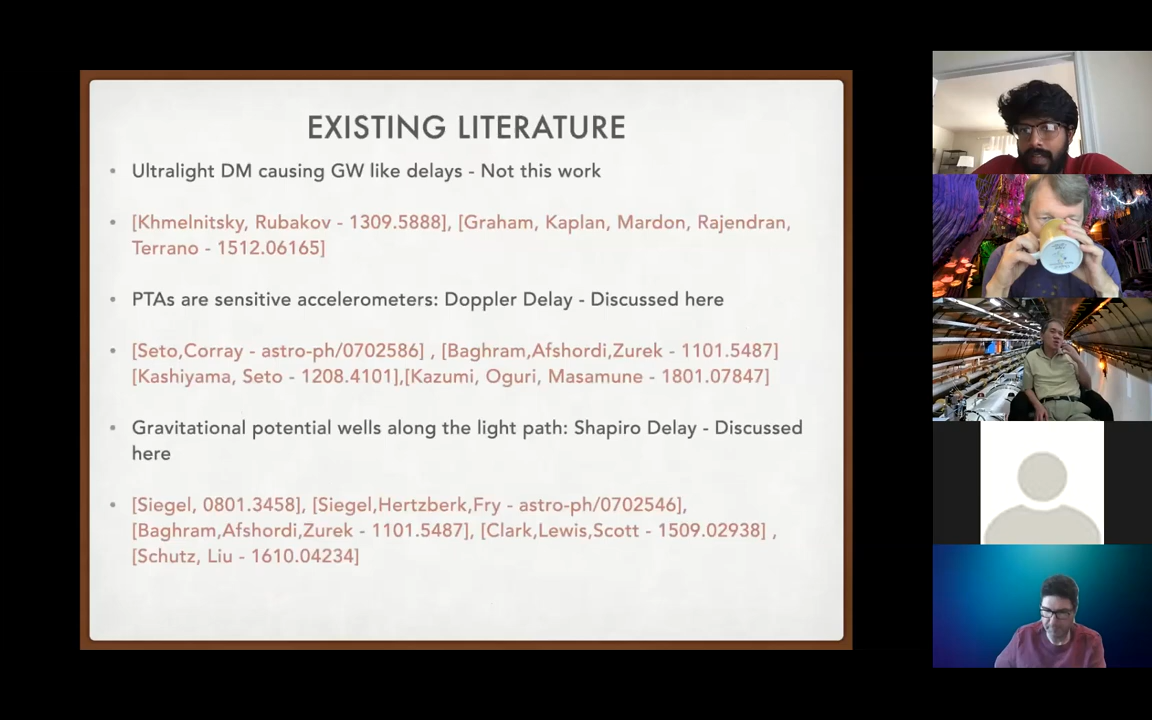 EXISTING LITERATURE
• Ultralight DM causing GW like delays - Not this work
• [Khmelnitsky, Rubakov - 1309.5888], [Graham, Kaplan, Mardon, Rajendran,
Terrano - 1512.06165]
• PTAs are sensitive accelerometers: Doppler Delay - Discussed here
• [Seto,Corray - astro-ph/0702586] , [Baghram,Afshordi,Zurek - 1101.5487]
[Kashiyama, Seto - 1208.4101],[Kazumi, Oguri, Masamune - 1801.07847]
• Gravitational potential wells along the light path: Shapiro Delay - Discussed
here
• [Siegel, 0801.3458], [Siegel,Hertzberk,Fry - astro-ph/0702546],
[Baghram,Afshordi,Zurek - 1101.5487], [Clark,Lewis,Scott - 1509.02938] ,
[Schutz, Liu - 1610.04234]